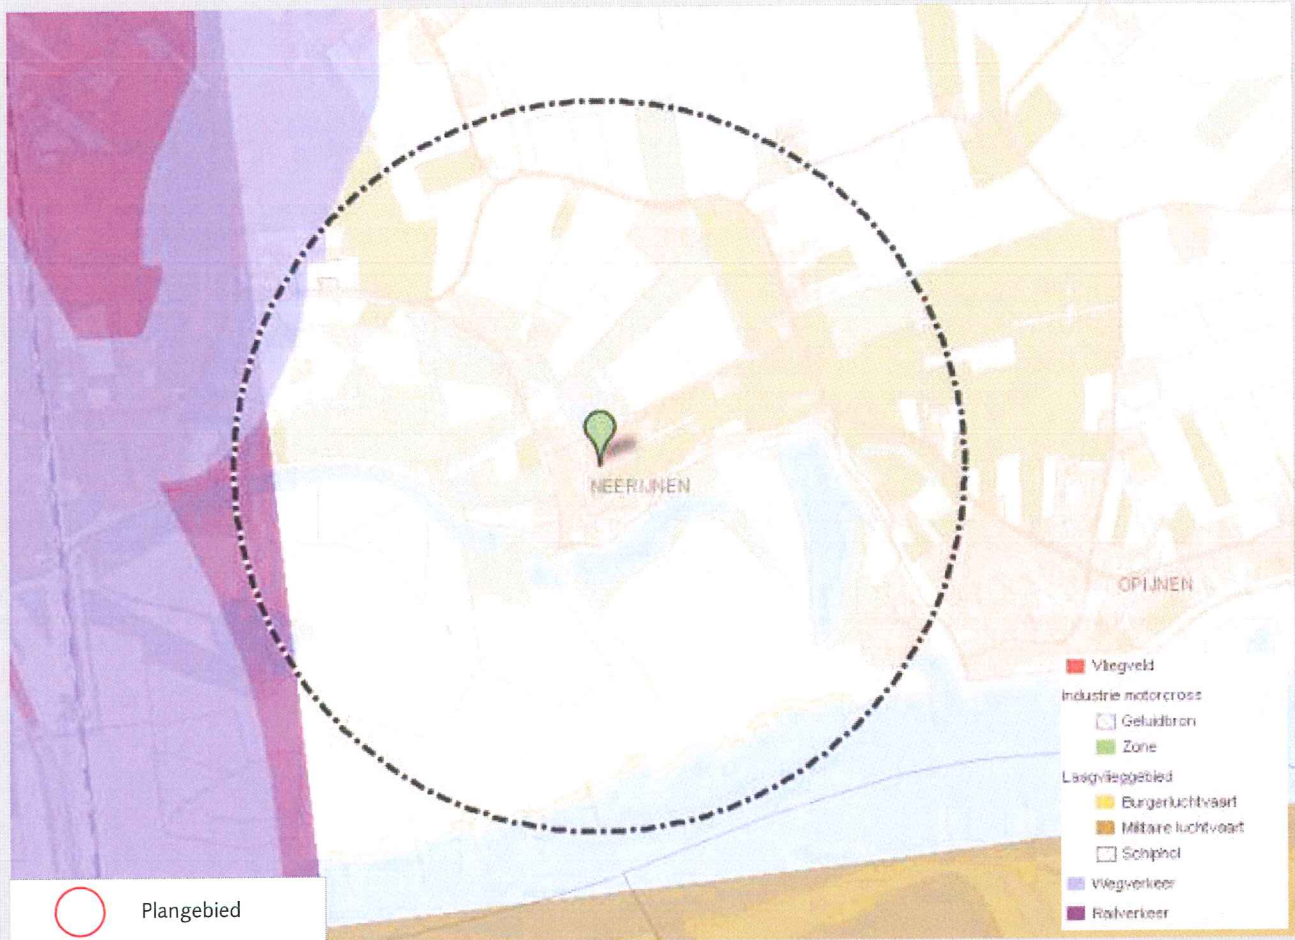 NEERIJNEN
OPIJNEN
Vliegveld
Industrie motorcross
Geluidbron
Zone
Laagvlieggebied
Burgerluchtvaart
Militaire luchtvaart
Schiphol
Wegverkeer
Railverkeer
Plangebied